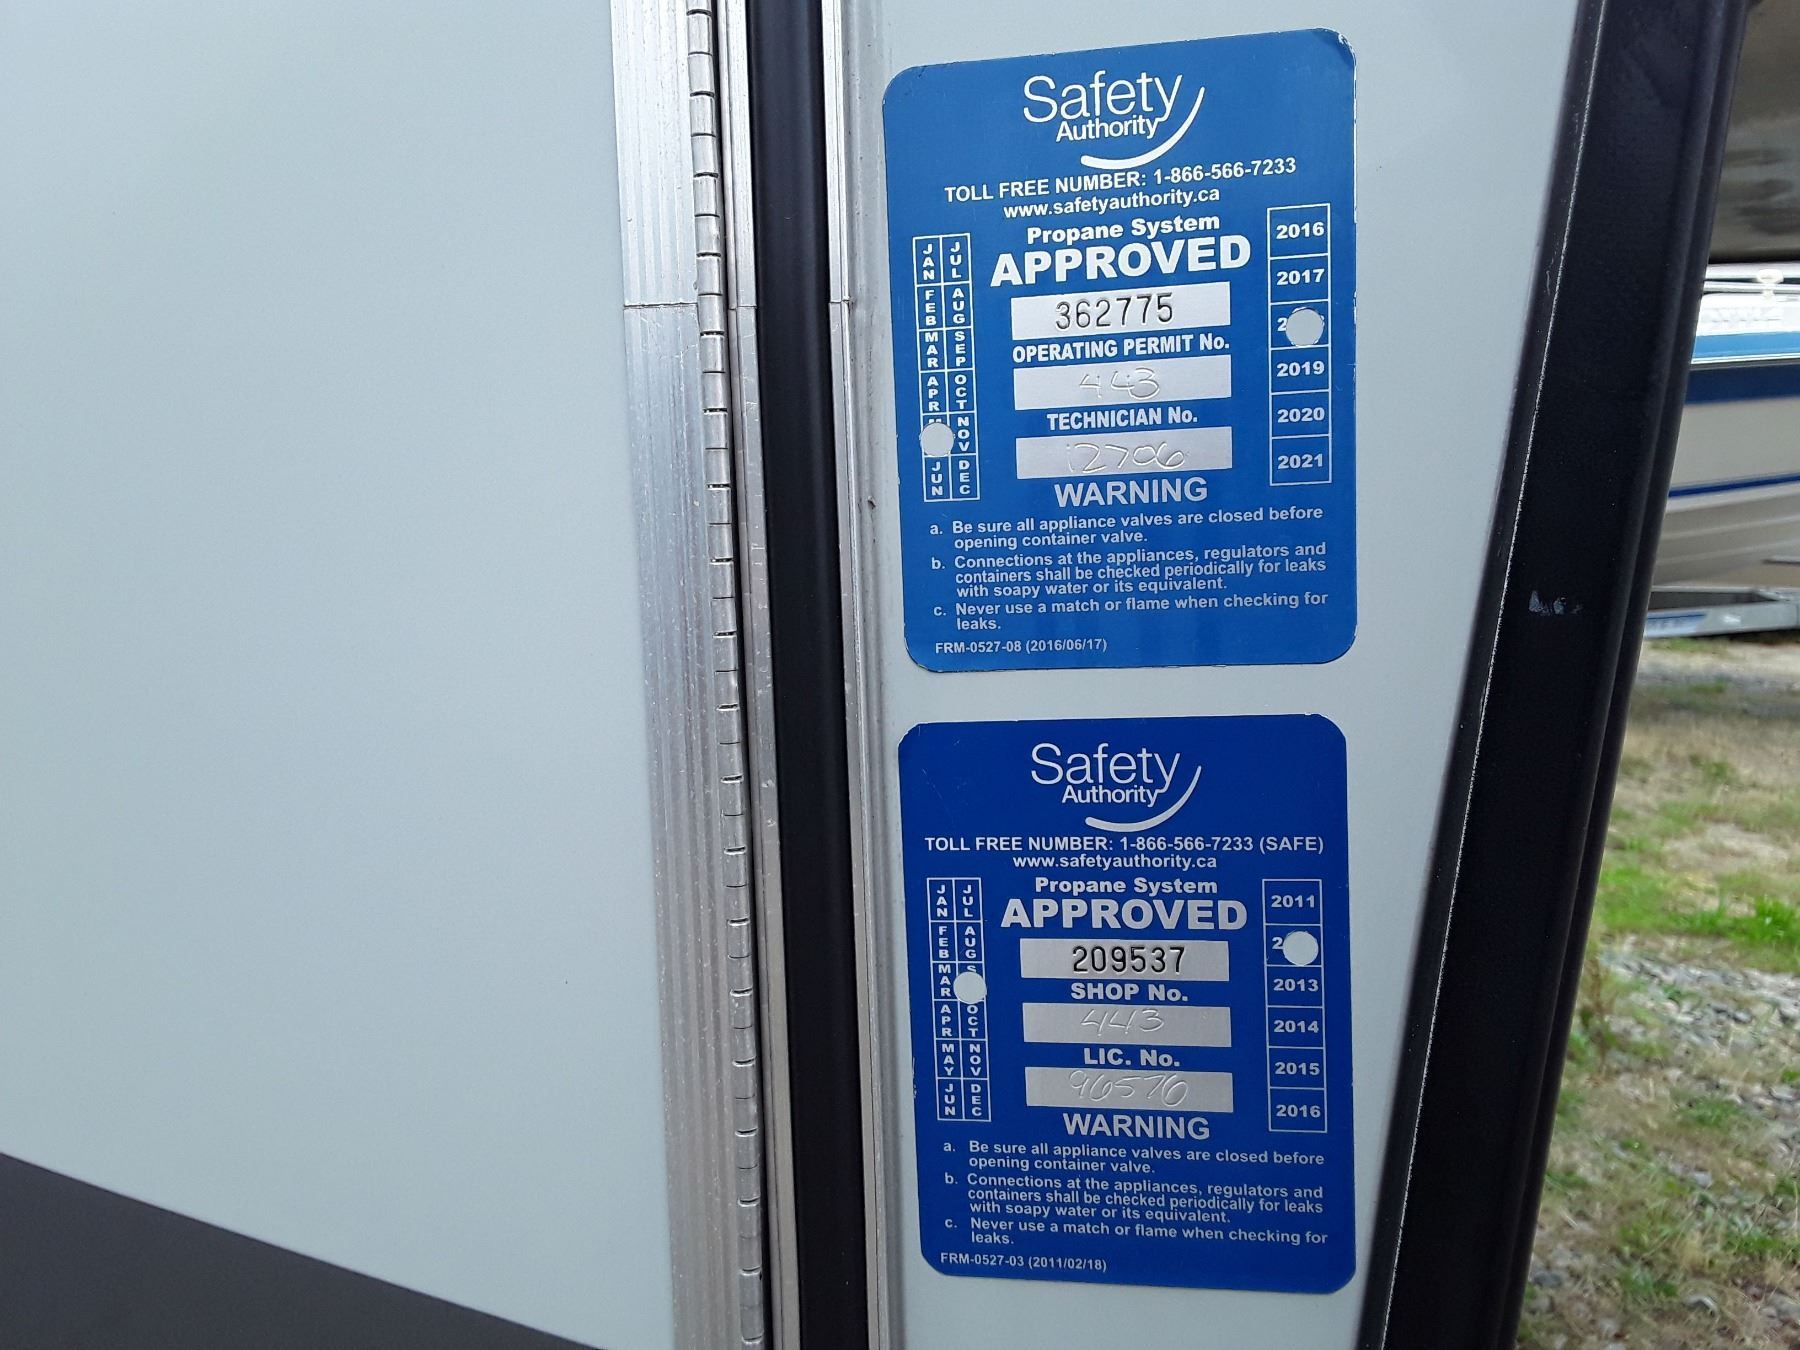 Safety
Authority
TOLL FREE NUMBER: 1-866-566-7233
www.safetyauthority.ca
Propane System
APPROVED
362775
OPERATING PERMIT No.
443
TECHNICIAN No.
12706
WARNING
JAN JUL
FEB AUG
MAR SEP
APR OCT
NOV
JUN DEC
2016
2017
2019
2020
2021
a. Be sure all appliance valves are closed before
opening container valve.
b. Connections at the appliances, regulators and
containers shall be checked periodically for leaks
with soapy water or its equivalent.
c. Never use a match or flame when checking for
leaks.
FRM-0527-08 (2016/06/17)
Safety
Authority
TOLL FREE NUMBER: 1-866-566-7233 (SAFE)
www.safetyauthority.ca
Propane System
APPROVED
209537
SHOP No.
443
LIC. No.
96570
WARNING
JAN JUL
FEB AUG
MAR
APR OCT
MAY NOV
JUN DEC
2011
2013
2014
2015
2016
a. Be sure all appliance valves are closed before
opening container valve.
b. Connections at the appliances, regulators and
containers shall be checked periodically for leaks
with soapy water or its equivalent.
c. Never use a match or flame when checking for
leaks.
FRM-0527-03 (2011/02/18)